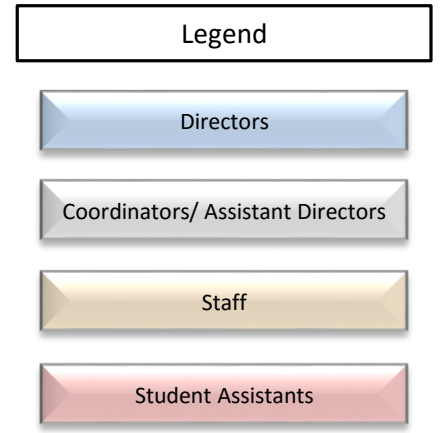 Legend
Directors
Coordinators/ Assistant Directors
Staff
Student Assistants